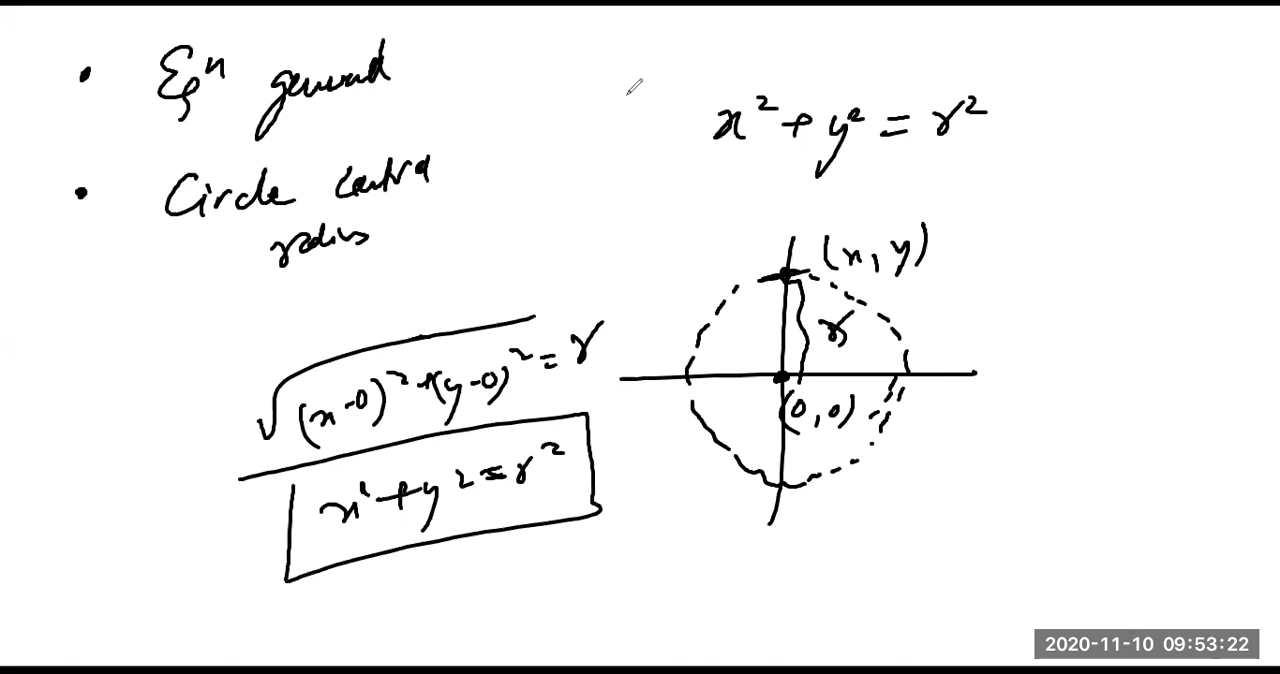 • Eqⁿ general
• Circle centre
radius
x² + y² = r²
(x, y)
r
(0, 0)
√(x-0)² + (y-0)² = r
x² + y² = r²
2020-11-10 09:53:22